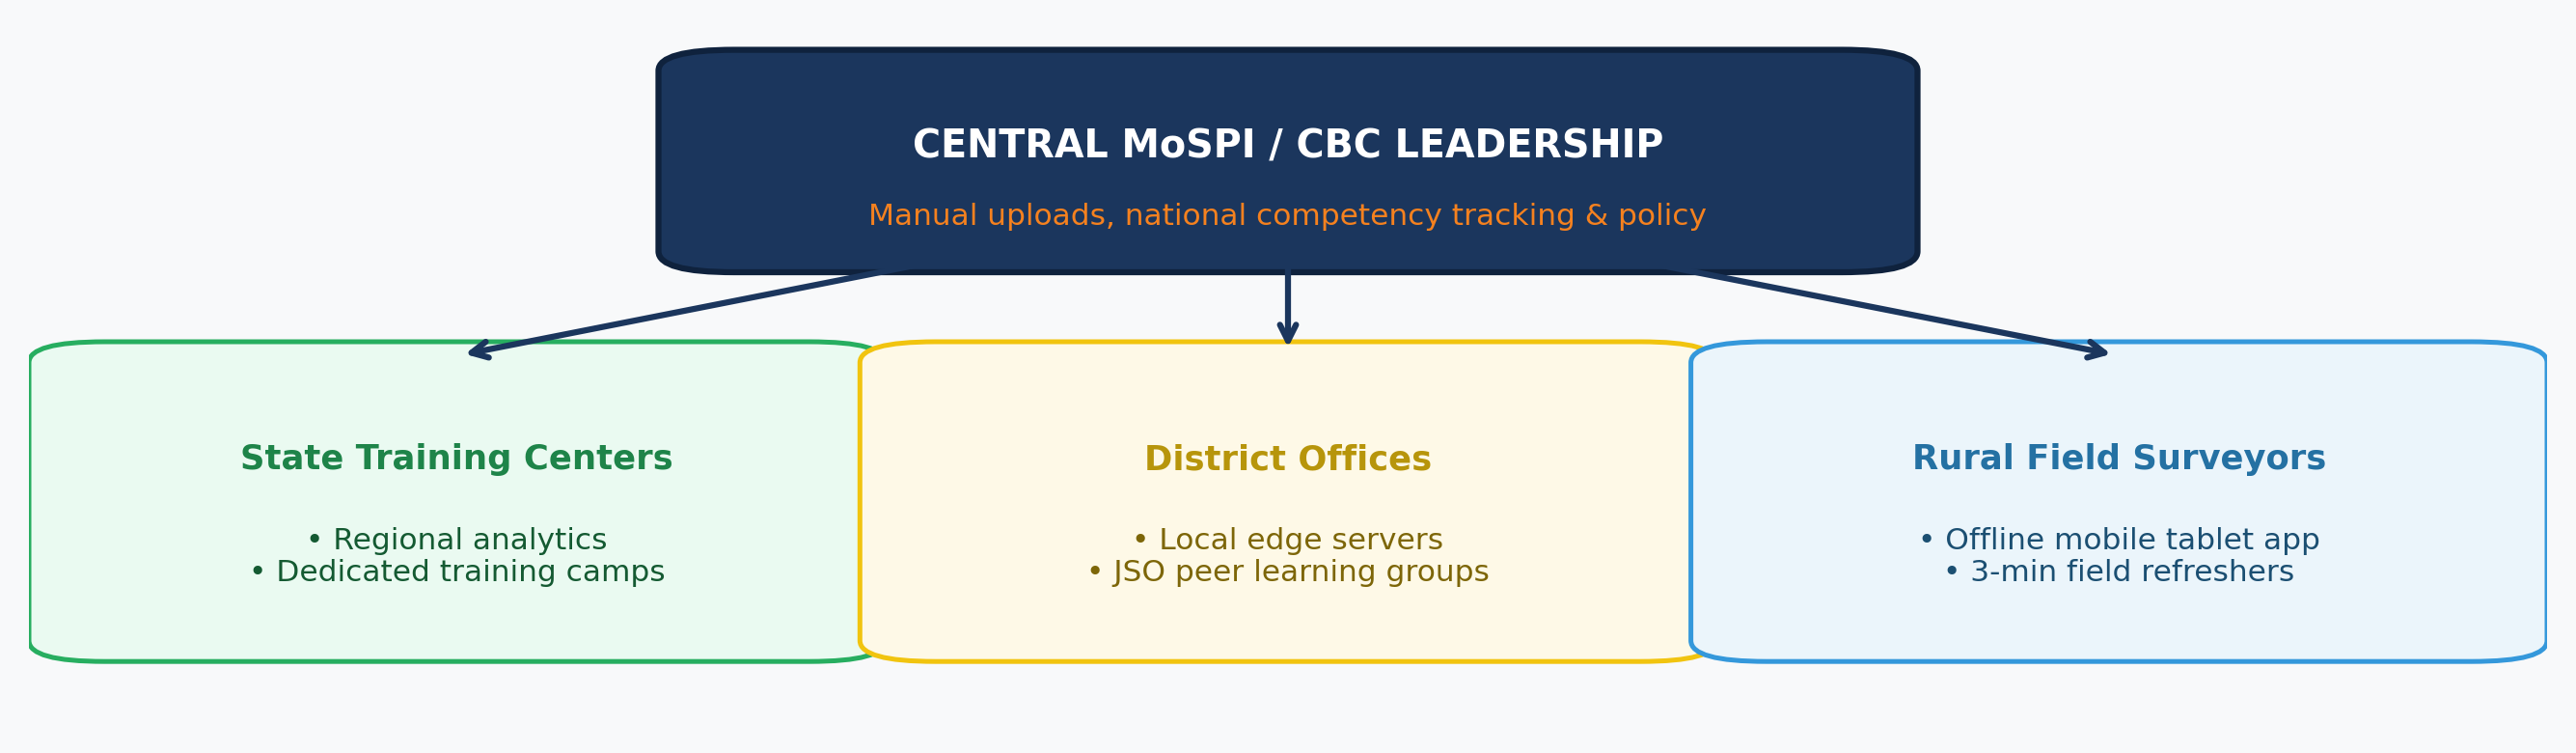 CENTRAL MoSPI / CBC LEADERSHIP
Manual uploads, national competency tracking & policy
State Training Centers
• Regional analytics
• Dedicated training camps
District Offices
• Local edge servers
• JSO peer learning groups
Rural Field Surveyors
• Offline mobile tablet app
• 3-min field refreshers